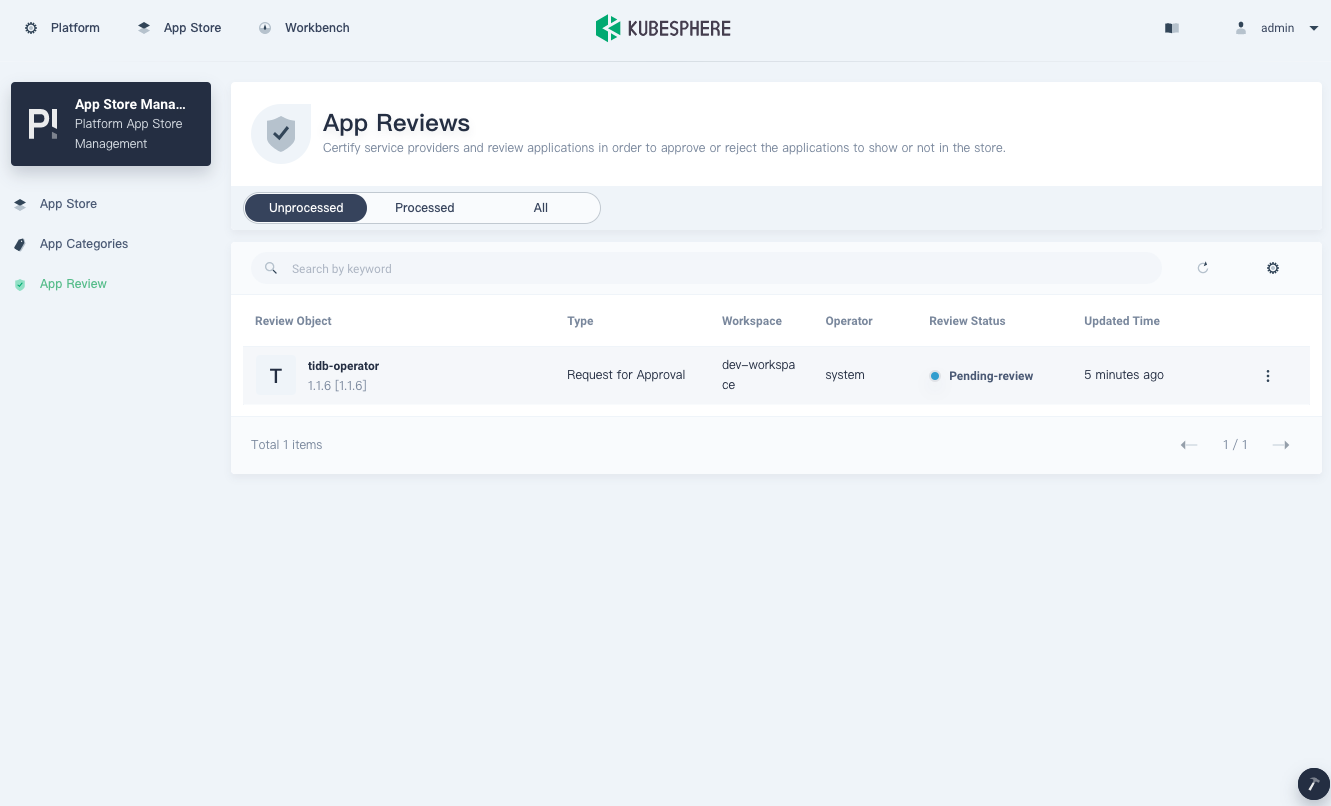 Platform
App Store
Workbench
KUBESPHERE
admin
App Store Mana...
Platform App Store
Management
App Store
App Categories
App Review
App Reviews
Certify service providers and review applications in order to approve or reject the applications to show or not in the store.
Unprocessed
Processed
All
Search by keyword
Review Object
Type
Workspace
Operator
Review Status
Updated Time
T
tidb-operator
1.1.6 [1.1.6]
Request for Approval
dev-workspa
ce
system
Pending-review
5 minutes ago
Total 1 items
1 / 1